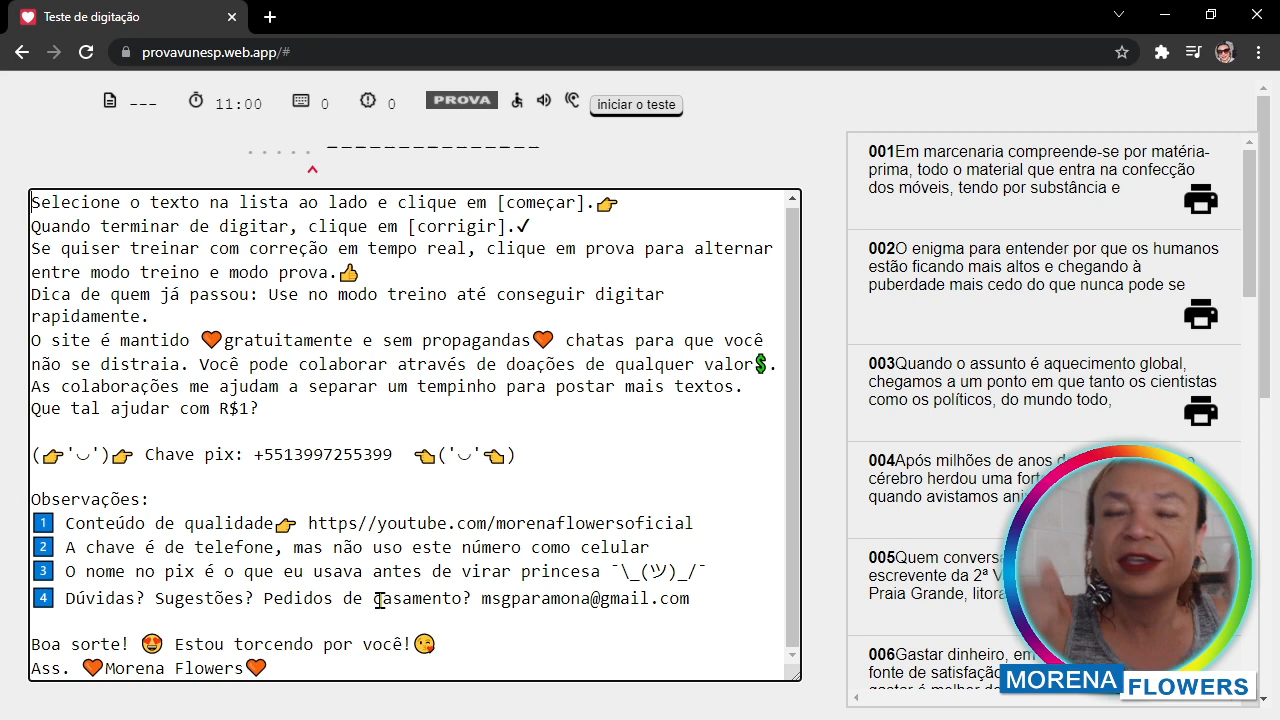 Teste de digitação
provavunesp.web.app/#
--- 11:00 0 0 PROVA iniciar o teste
. . . . . _______________
^
Selecione o texto na lista ao lado e clique em [começar].👉
Quando terminar de digitar, clique em [corrigir].✔
Se quiser treinar com correção em tempo real, clique em prova para alternar
entre modo treino e modo prova.👍
Dica de quem já passou: Use no modo treino até conseguir digitar
rapidamente.
O site é mantido 🧡gratuitamente e sem propagandas🧡 chatas para que você
não se distraia. Você pode colaborar através de doações de qualquer valor💲.
As colaborações me ajudam a separar um tempinho para postar mais textos.
Que tal ajudar com R$1?
(👉'◡')👉 Chave pix: +5513997255399 👈('◡'👈)
Observações:
1 Conteúdo de qualidade👉 https//youtube.com/morenaflowersoficial
2 A chave é de telefone, mas não uso este número como celular
3 O nome no pix é o que eu usava antes de virar princesa ¯\_(ツ)_/¯
4 Dúvidas? Sugestões? Pedidos de casamento? msgparamona@gmail.com
Boa sorte! 😍 Estou torcendo por você!😘
Ass. 🧡Morena Flowers🧡
001Em marcenaria compreende-se por matéria-
prima, todo o material que entra na confecção
dos móveis, tendo por substância e
002O enigma para entender por que os humanos
estão ficando mais altos e chegando à
puberdade mais cedo do que nunca pode se
003Quando o assunto é aquecimento global,
chegamos a um ponto em que tanto os cientistas
como os políticos, do mundo todo,
004Após milhões de anos d
cérebro herdou uma
quando avistamos
005Quem
escrevente da 2ª
Praia Grande,
006Gastar dinheiro, em
fonte de
MORENA
FLOWERS